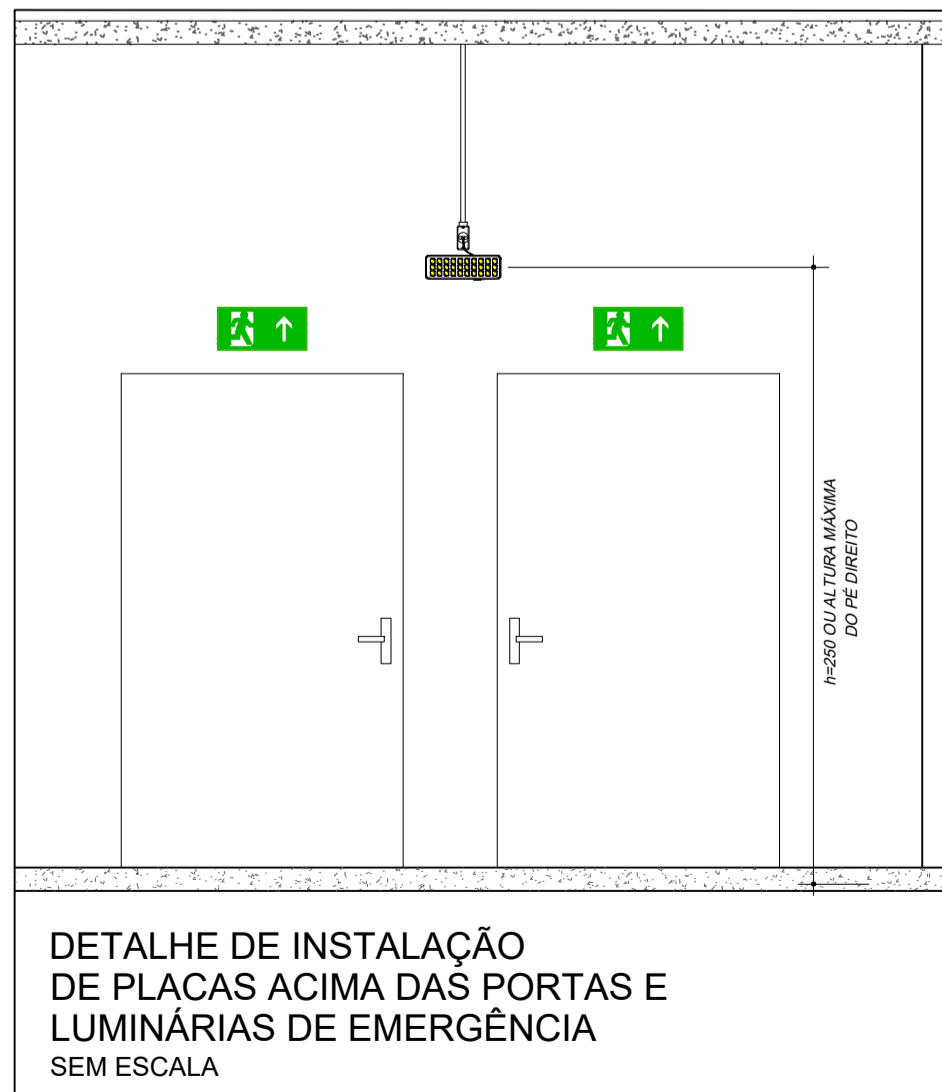 h=250 OU ALTURA MÁXIMA
DO PÉ DIREITO
DETALHE DE INSTALAÇÃO
DE PLACAS ACIMA DAS PORTAS E
LUMINÁRIAS DE EMERGÊNCIA
SEM ESCALA